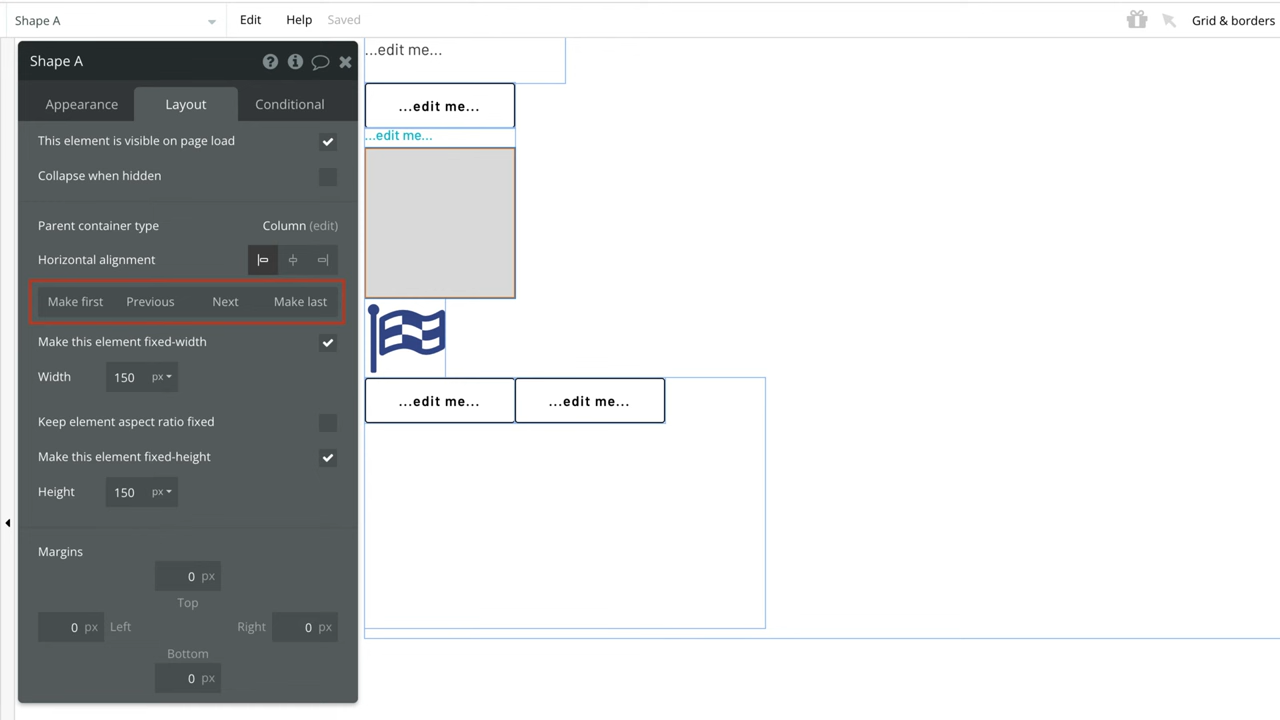 Shape A
Edit
Help
Saved
Grid & borders
Shape A
Appearance
Layout
Conditional
This element is visible on page load
Collapse when hidden
Parent container type
Column (edit)
Horizontal alignment
Make first
Previous
Next
Make last
Make this element fixed-width
Width
150 px
Keep element aspect ratio fixed
Make this element fixed-height
Height
150 px
Margins
0 px
Top
0 px
Left
Right
0 px
Bottom
0 px
...edit me...
...edit me...
...edit me...
...edit me...
...edit me...